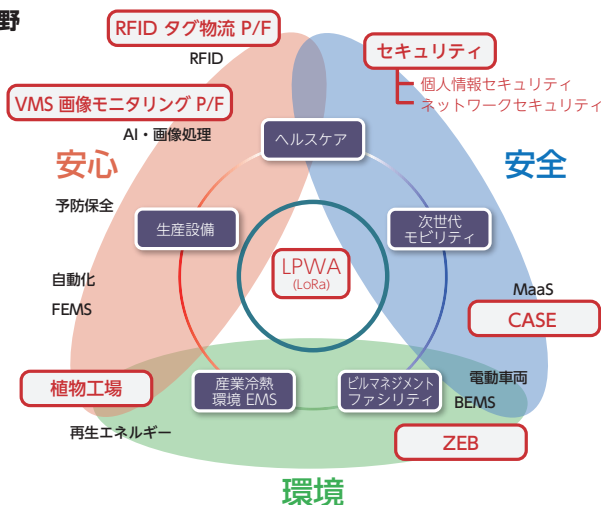 野
RFID タグ物流 P/F
RFID
セキュリティ
個人情報セキュリティ
ネットワークセキュリティ
VMS 画像モニタリング P/F
AI・画像処理
ヘルスケア
安心
安全
予防保全
生産設備
次世代
モビリティ
LPWA
(LoRa)
自動化
FEMS
MaaS
CASE
植物工場
産業冷熱
環境 EMS
ビルマネジメント
ファシリティ
電動車両
BEMS
再生エネルギー
ZEB
環境